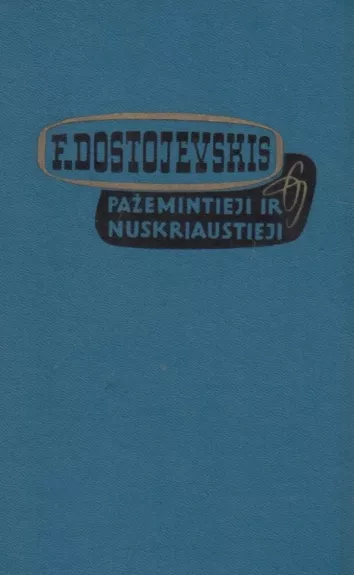 F. DOSTOJEVSKIS
PAŽEMINTIEJI IR
NUSKRIAUSTIEJI